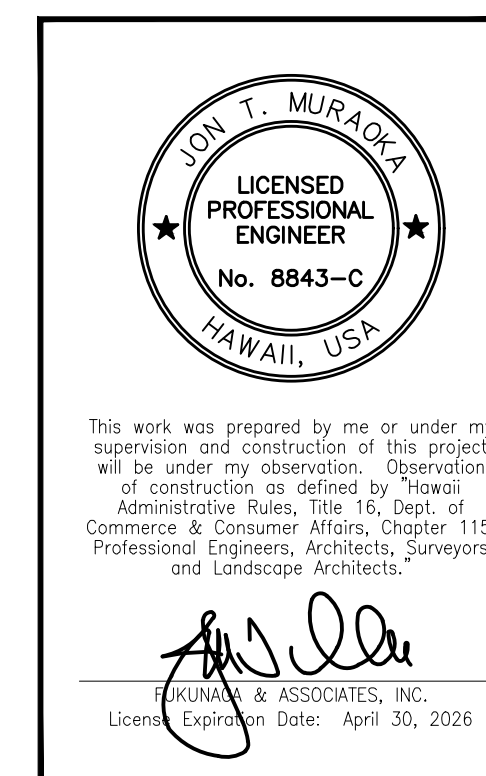 JON T. MURAOKA
LICENSED
PROFESSIONAL
ENGINEER
No. 8843-C
HAWAII, USA
This work was prepared by me or under my
supervision and construction of this project
will be under my observation. Observation
of construction as defined by "Hawaii
Administrative Rules, Title 16, Dept. of
Commerce & Consumer Affairs, Chapter 115
Professional Engineers, Architects, Surveyors
and Landscape Architects."
FUKUNAGA & ASSOCIATES, INC.
License Expiration Date: April 30, 2026